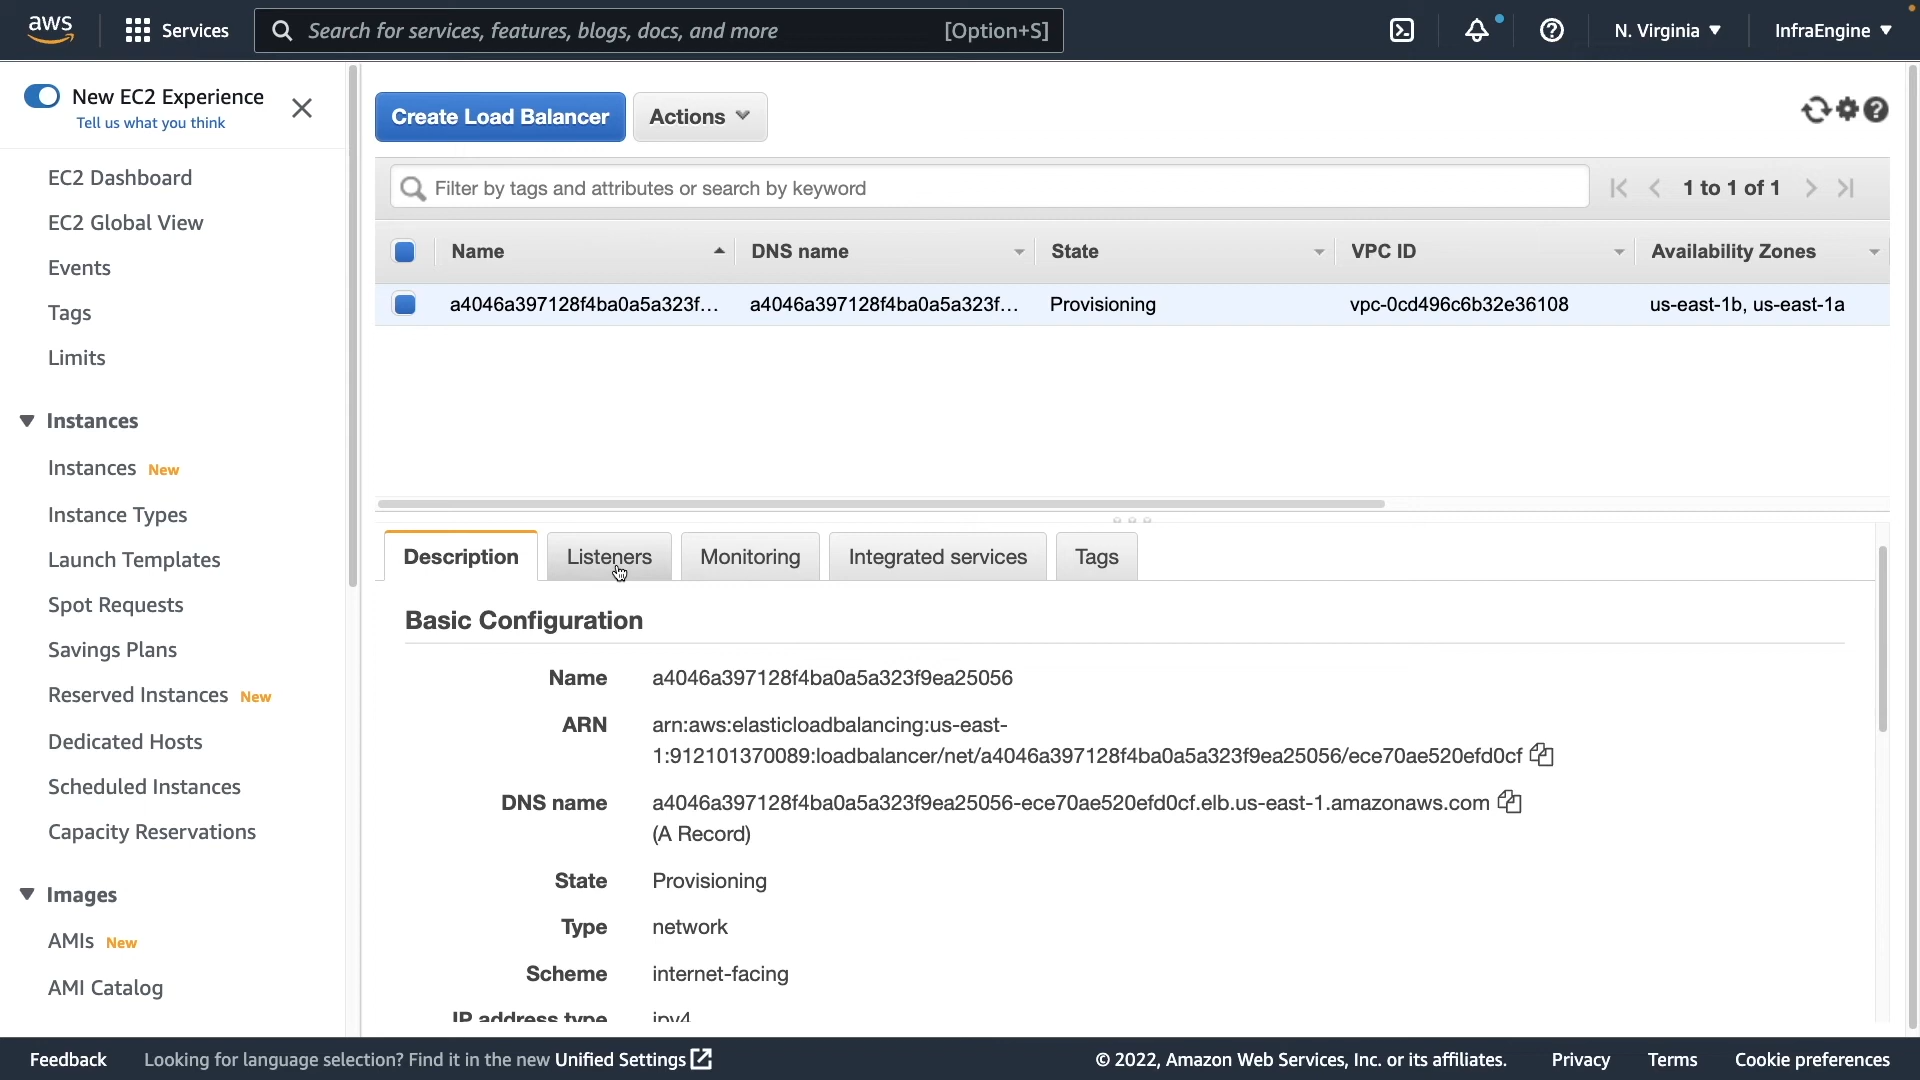 aws
Services
Search for services, features, blogs, docs, and more
[Option+S]
N. Virginia
InfraEngine
New EC2 Experience
Tell us what you think
EC2 Dashboard
EC2 Global View
Events
Tags
Limits
Instances
Instances New
Instance Types
Launch Templates
Spot Requests
Savings Plans
Reserved Instances New
Dedicated Hosts
Scheduled Instances
Capacity Reservations
Images
AMIs New
AMI Catalog
Create Load Balancer
Actions
Filter by tags and attributes or search by keyword
1 to 1 of 1
Name DNS name State VPC ID Availability Zones
a4046a397128f4ba0a5a323f... a4046a397128f4ba0a5a323f... Provisioning vpc-0cd496c6b32e36108 us-east-1b, us-east-1a
Description Listeners Monitoring Integrated services Tags
Basic Configuration
Name a4046a397128f4ba0a5a323f9ea25056
ARN arn:aws:elasticloadbalancing:us-east-
1:912101370089:loadbalancer/net/a4046a397128f4ba0a5a323f9ea25056/ece70ae520efd0cf
DNS name a4046a397128f4ba0a5a323f9ea25056-ece70ae520efd0cf.elb.us-east-1.amazonaws.com
(A Record)
State Provisioning
Type network
Scheme internet-facing
IP address type ipv4
Feedback Looking for language selection? Find it in the new Unified Settings
© 2022, Amazon Web Services, Inc. or its affiliates. Privacy Terms Cookie preferences